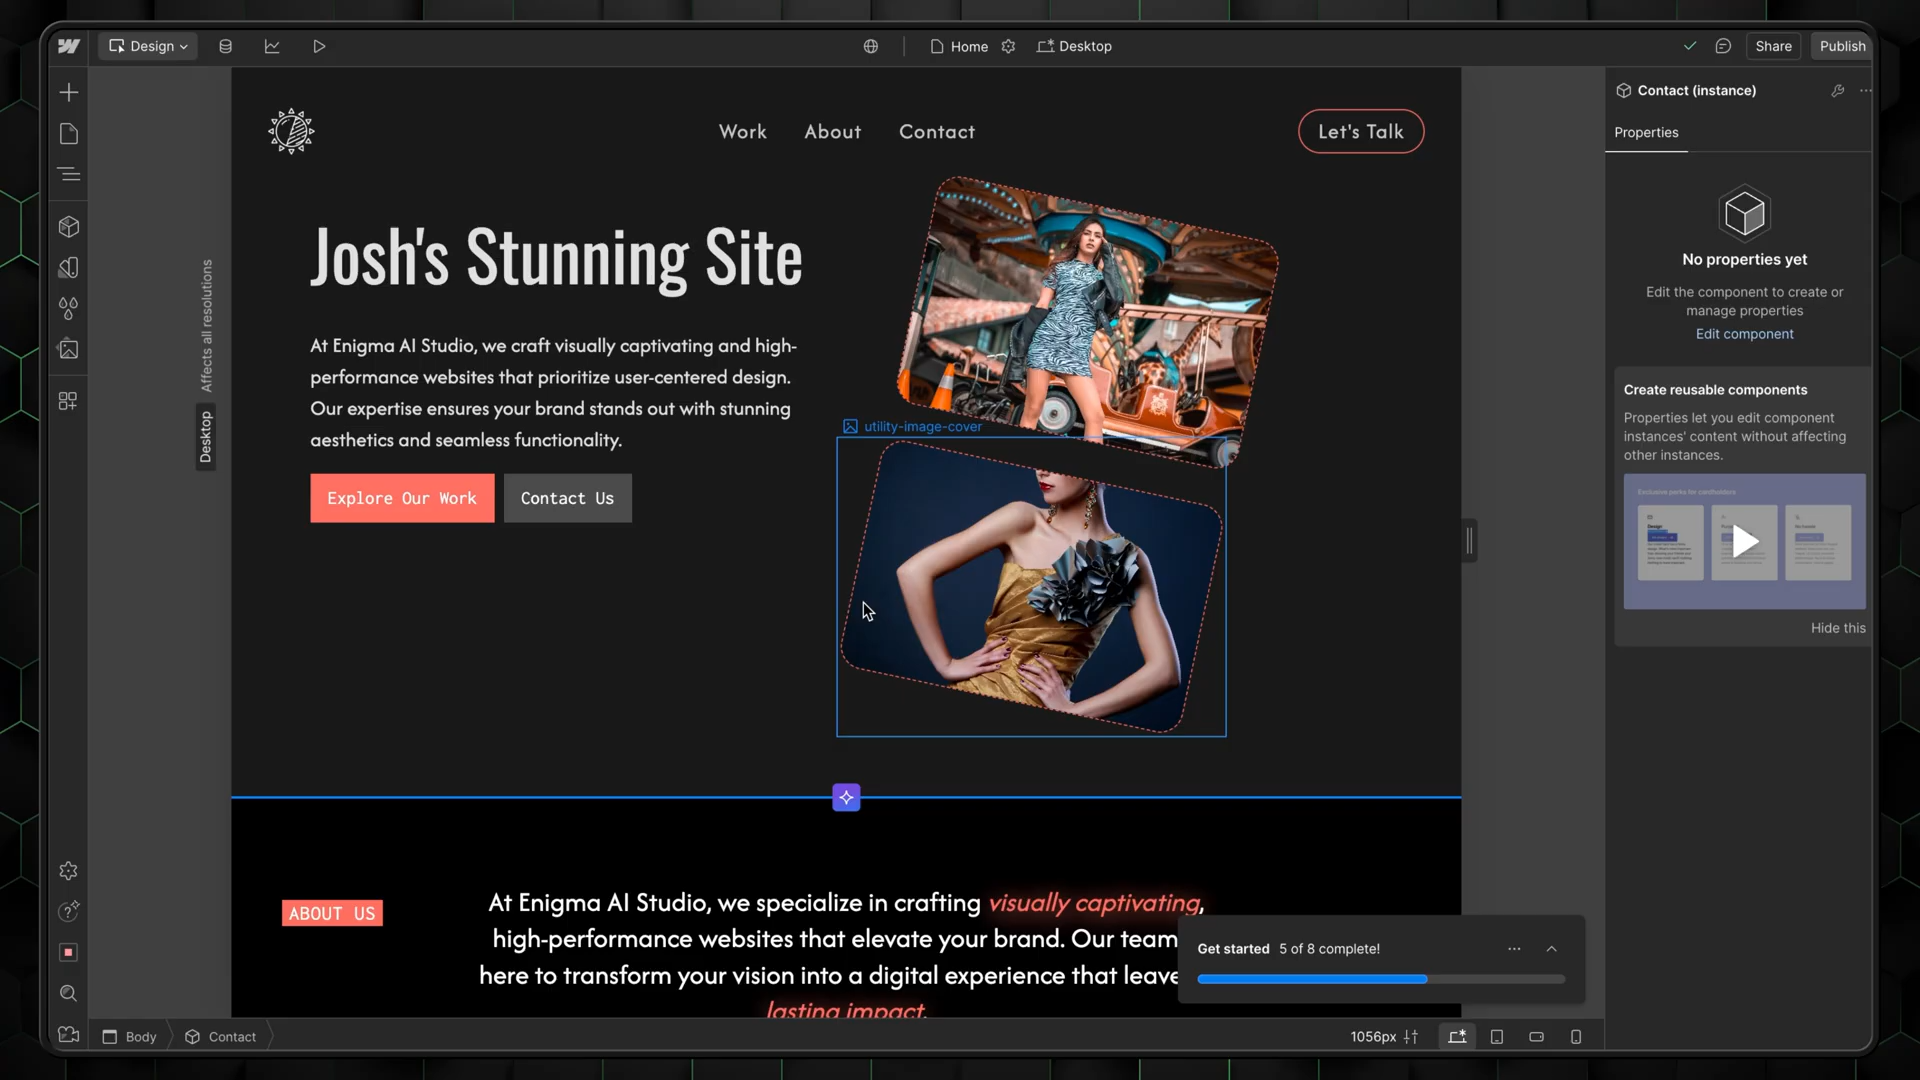 Design
Home
Desktop
Share
Publish
Contact (instance)
Properties
No properties yet
Edit the component to create or
manage properties
Edit component
Create reusable components
Properties let you edit component
instances' content without affecting
other instances.
Exclusive perks for cardholders
Design
Hide this
Affects all resolutions
Desktop
Work
About
Contact
Let's Talk
Josh's Stunning Site
At Enigma AI Studio, we craft visually captivating and high-
performance websites that prioritize user-centered design.
Our expertise ensures your brand stands out with stunning
aesthetics and seamless functionality.
Explore Our Work
Contact Us
utility-image-cover
ABOUT US
At Enigma AI Studio, we specialize in crafting visually captivating,
high-performance websites that elevate your brand. Our team
here to transform your vision into a digital experience that leave
lasting impact.
Get started 5 of 8 complete!
Body
Contact
1056px